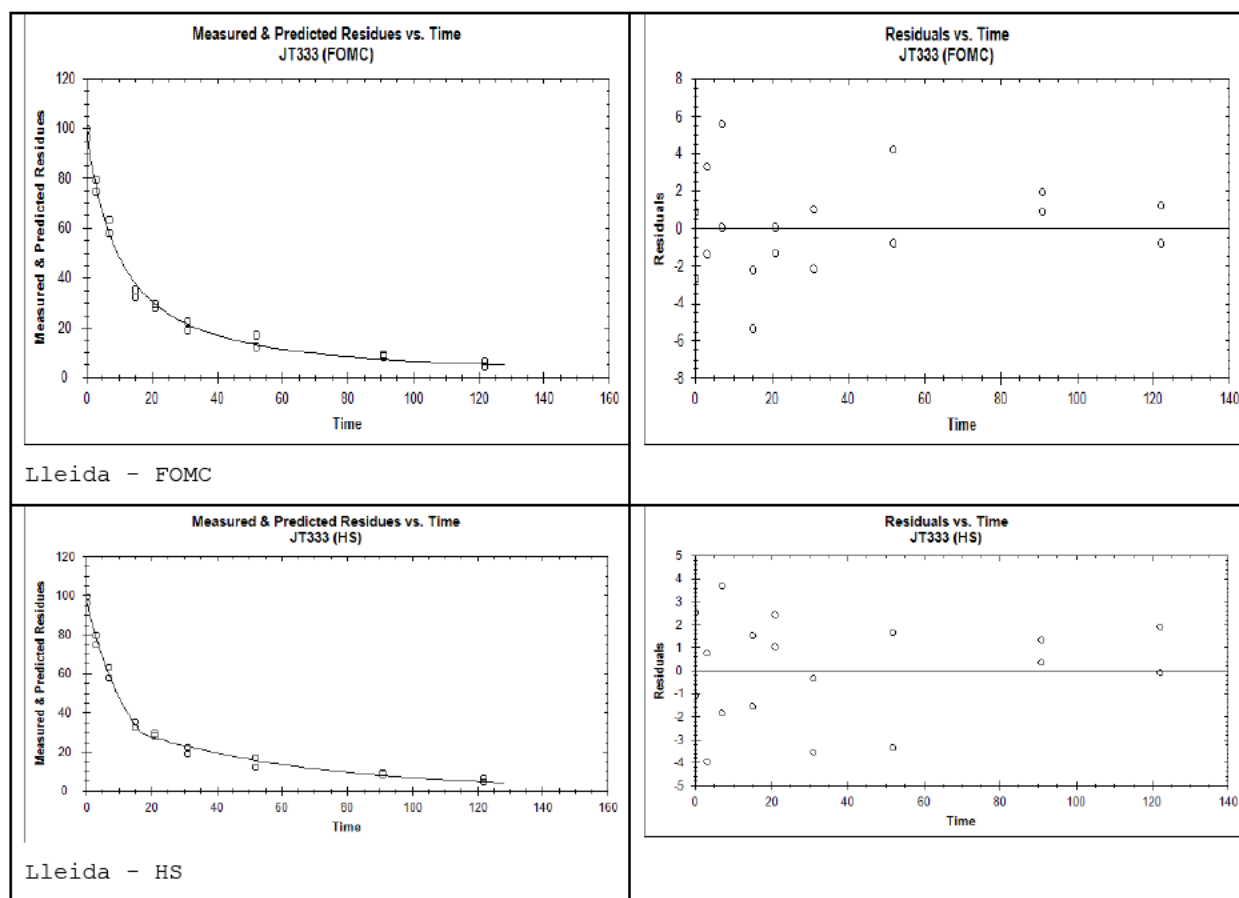 Measured & Predicted Residues vs. Time
JT333 (FOMC)
Measured & Predicted Residues
120
100
80
60
40
20
0
0 20 40 60 80 100 120 140 160
Time
Lleida - FOMC
Residuals vs. Time
JT333 (FOMC)
Residuals
8
6
4
2
0
-2
-4
-6
-8
0 20 40 60 80 100 120 140
Time
Measured & Predicted Residues vs. Time
JT333 (HS)
Measured & Predicted Residues
120
100
80
60
40
20
0
0 20 40 60 80 100 120 140 160
Time
Lleida - HS
Residuals vs. Time
JT333 (HS)
Residuals
5
4
3
2
1
0
-1
-2
-3
-4
-5
0 20 40 60 80 100 120 140
Time